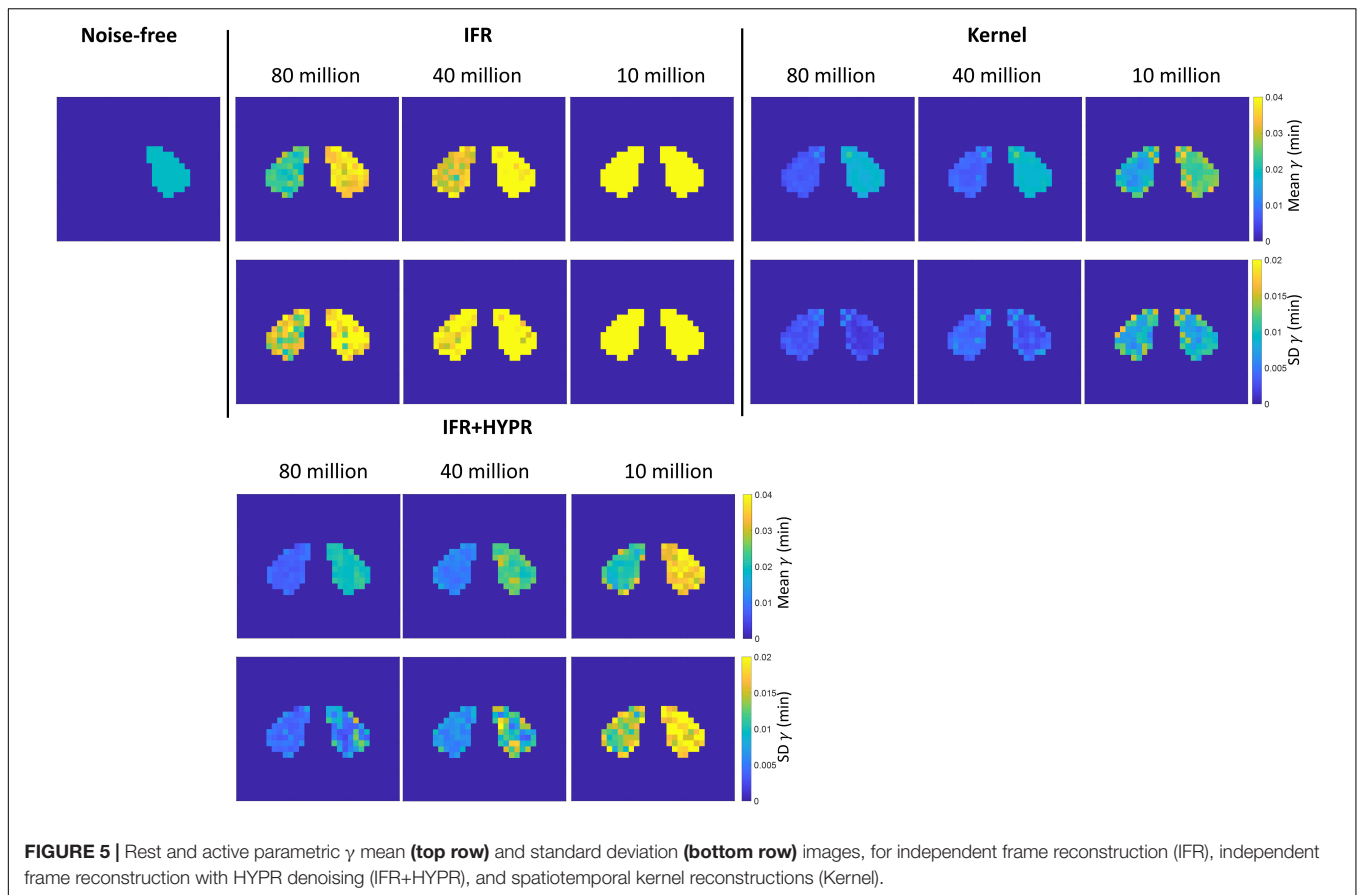 Noise-free
IFR
Kernel
80 million
40 million
10 million
80 million
40 million
10 million
0.04
0.03
0.02
0.01
0
Mean γ (min)
0.02
0.015
0.01
0.005
0
SD γ (min)
IFR+HYPR
80 million
40 million
10 million
0.04
0.03
0.02
0.01
0
Mean γ (min)
0.02
0.015
0.01
0.005
0
SD γ (min)
FIGURE 5 | Rest and active parametric γ mean (top row) and standard deviation (bottom row) images, for independent frame reconstruction (IFR), independent
frame reconstruction with HYPR denoising (IFR+HYPR), and spatiotemporal kernel reconstructions (Kernel).